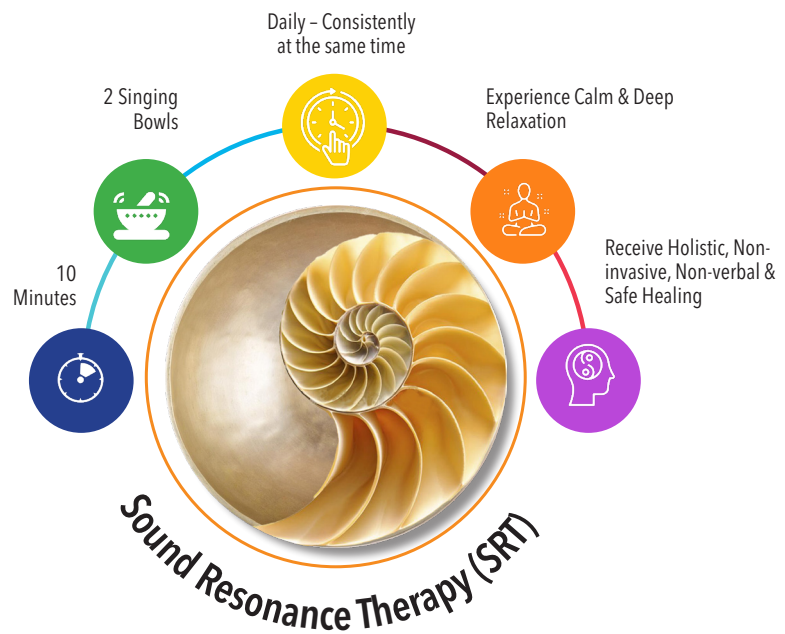 10
Minutes
2 Singing
Bowls
Daily – Consistently
at the same time
Experience Calm & Deep
Relaxation
Receive Holistic, Non-
invasive, Non-verbal &
Safe Healing
Sound Resonance Therapy (SRT)